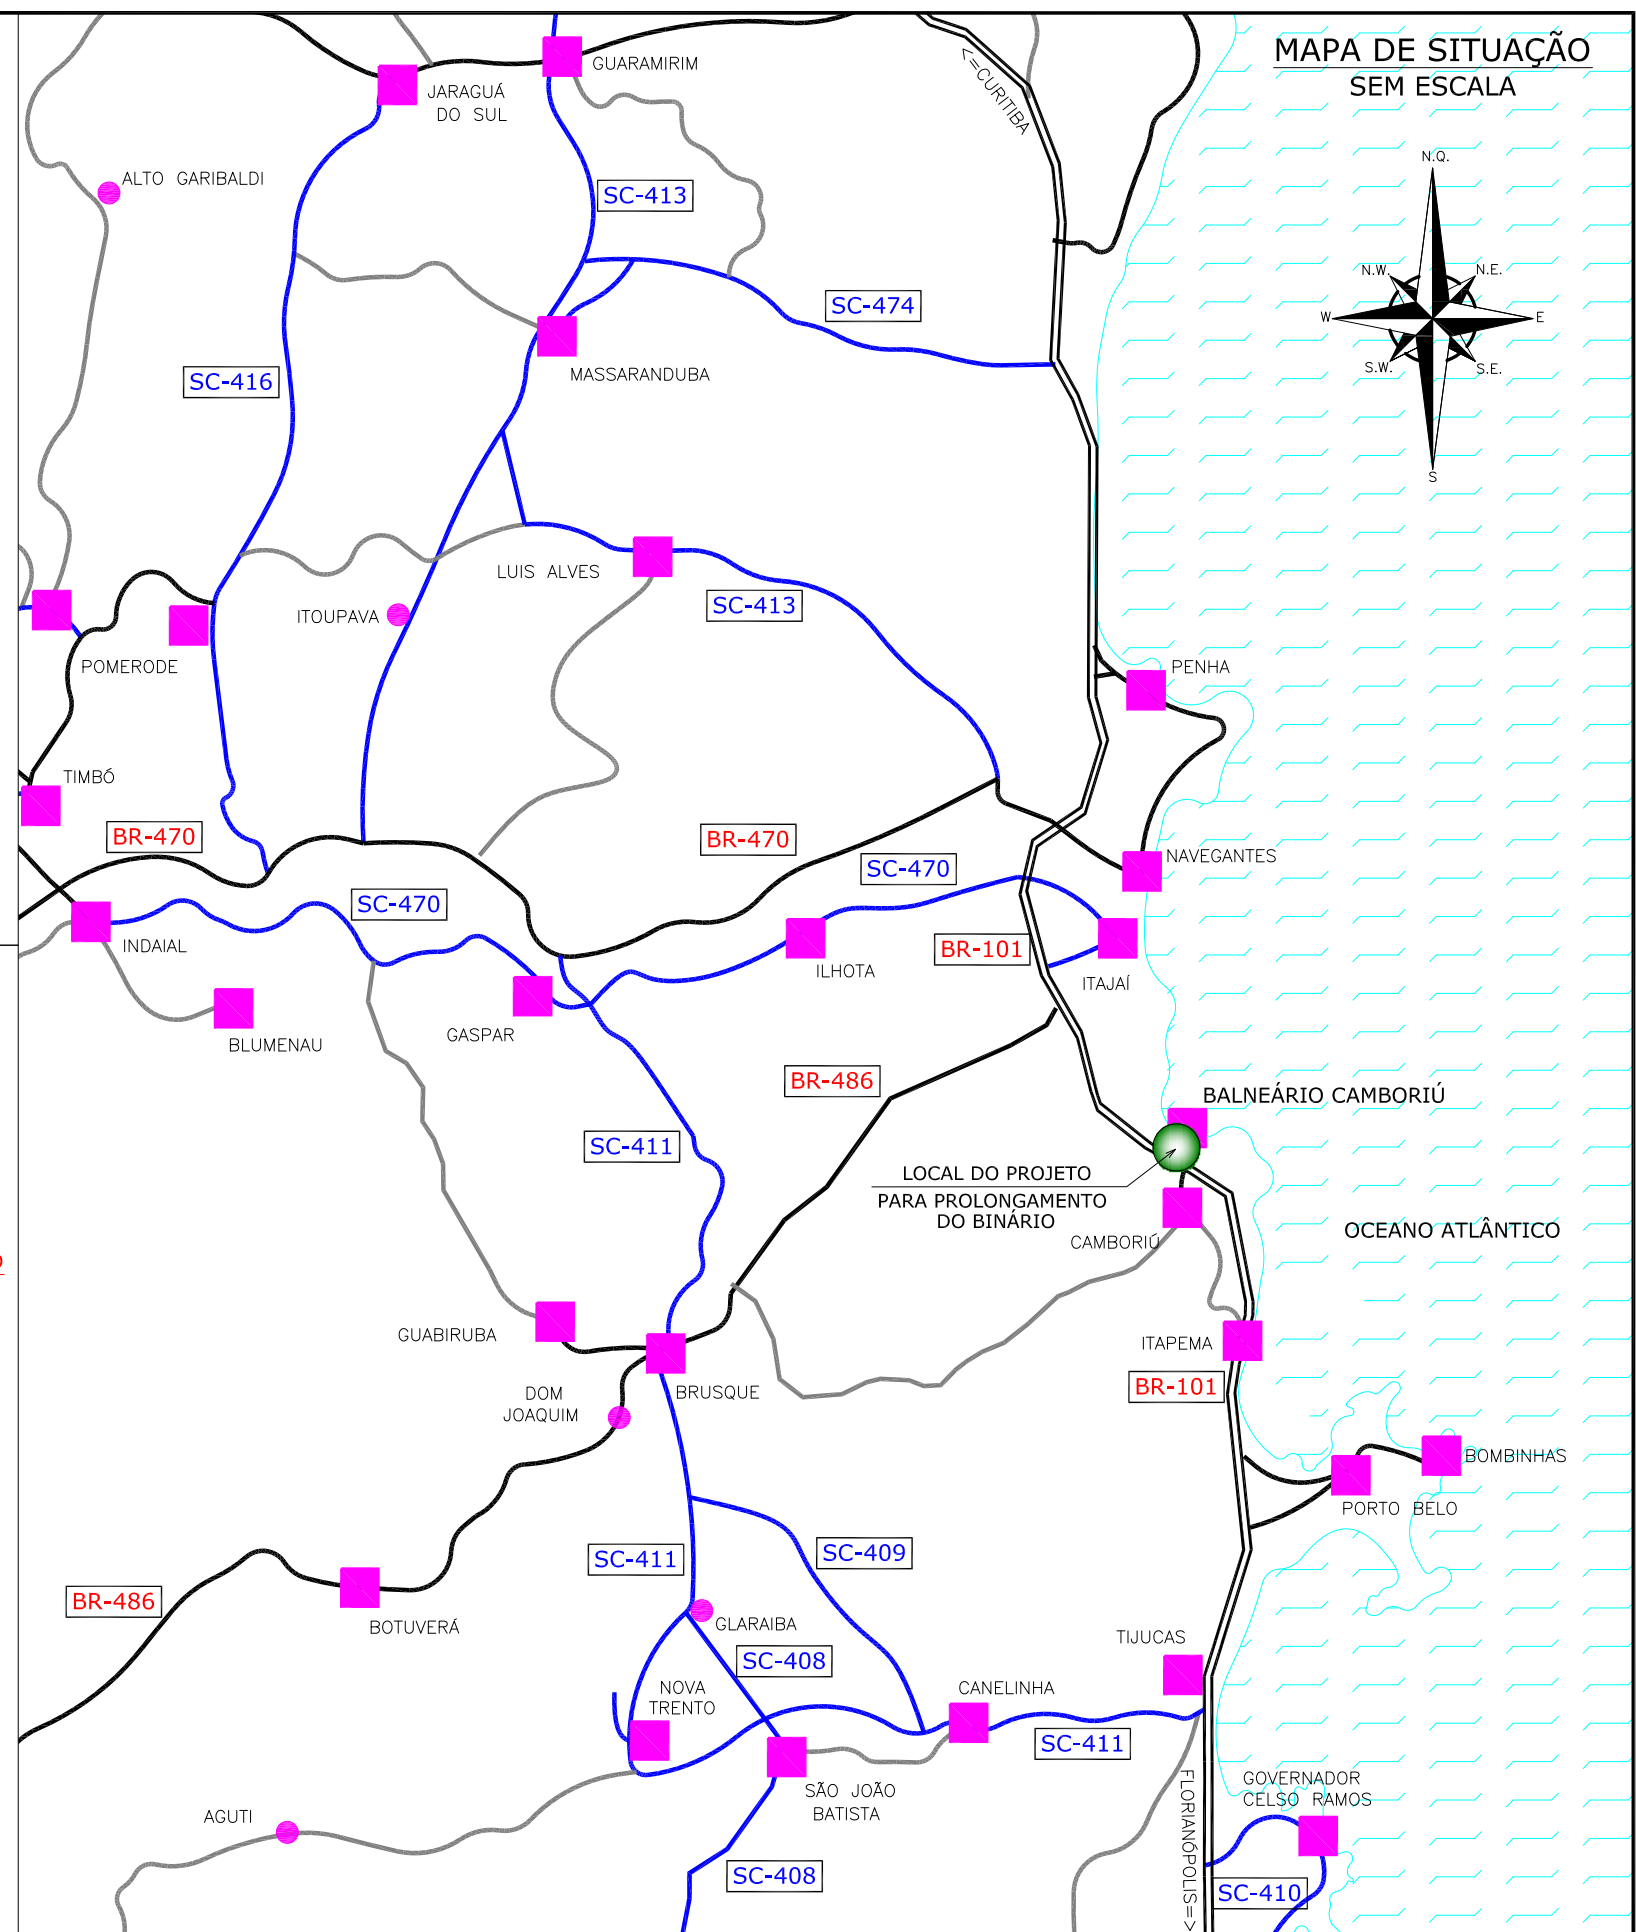 MAPA DE SITUAÇÃO
SEM ESCALA
N.Q.
N.W.
N.E.
W
E
S.W.
S.E.
S
<=CURITIBA
GUARAMIRIM
JARAGUÁ
DO SUL
ALTO GARIBALDI
SC-413
SC-474
SC-416
MASSARANDUBA
LUIS ALVES
SC-413
ITOUPAVA
POMERODE
PENHA
TIMBÓ
BR-470
BR-470
SC-470
NAVEGANTES
SC-470
INDAIAL
ILHOTA
BR-101
ITAJAÍ
GASPAR
BLUMENAU
BR-486
BALNEÁRIO CAMBORIÚ
SC-411
LOCAL DO PROJETO
PARA PROLONGAMENTO
DO BINÁRIO
CAMBORIÚ
OCEANO ATLÂNTICO
GUABIRUBA
ITAPEMA
BR-101
BRUSQUE
DOM
JOAQUIM
BOMBINHAS
PORTO BELO
SC-411
SC-409
BR-486
BOTUVERÁ
GLARAIBA
TIJUCAS
SC-408
NOVA
TRENTO
CANELINHA
SC-411
SÃO JOÃO
BATISTA
GOVERNADOR
CELSO RAMOS
AGUTI
FLORIANÓPOLIS=>
SC-408
SC-410